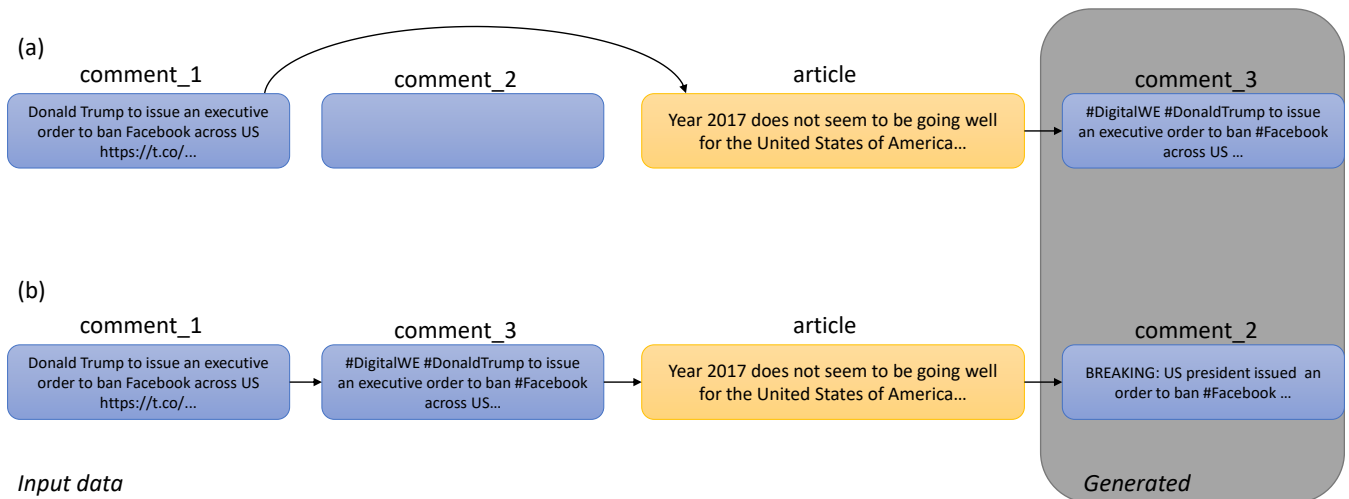 (a)
comment_1
comment_2
article
comment_3
Donald Trump to issue an executive
order to ban Facebook across US
https://t.co/...
Year 2017 does not seem to be going well
for the United States of America…
#DigitalWE #DonaldTrump to issue
an executive order to ban #Facebook
across US …
(b)
comment_1
comment_3
article
comment_2
Donald Trump to issue an executive
order to ban Facebook across US
https://t.co/...
#DigitalWE #DonaldTrump to issue
an executive order to ban #Facebook
across US…
Year 2017 does not seem to be going well
for the United States of America…
BREAKING: US president issued an
order to ban #Facebook …
Input data
Generated